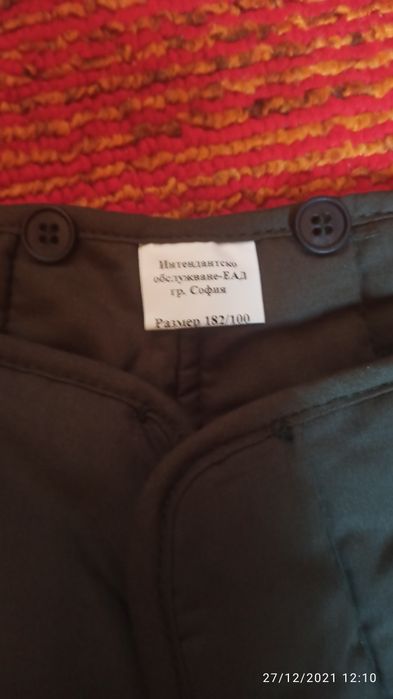 Интендантско
обслужване-ЕАД
гр. София
Размер 182/100
27/12/2021 12:10